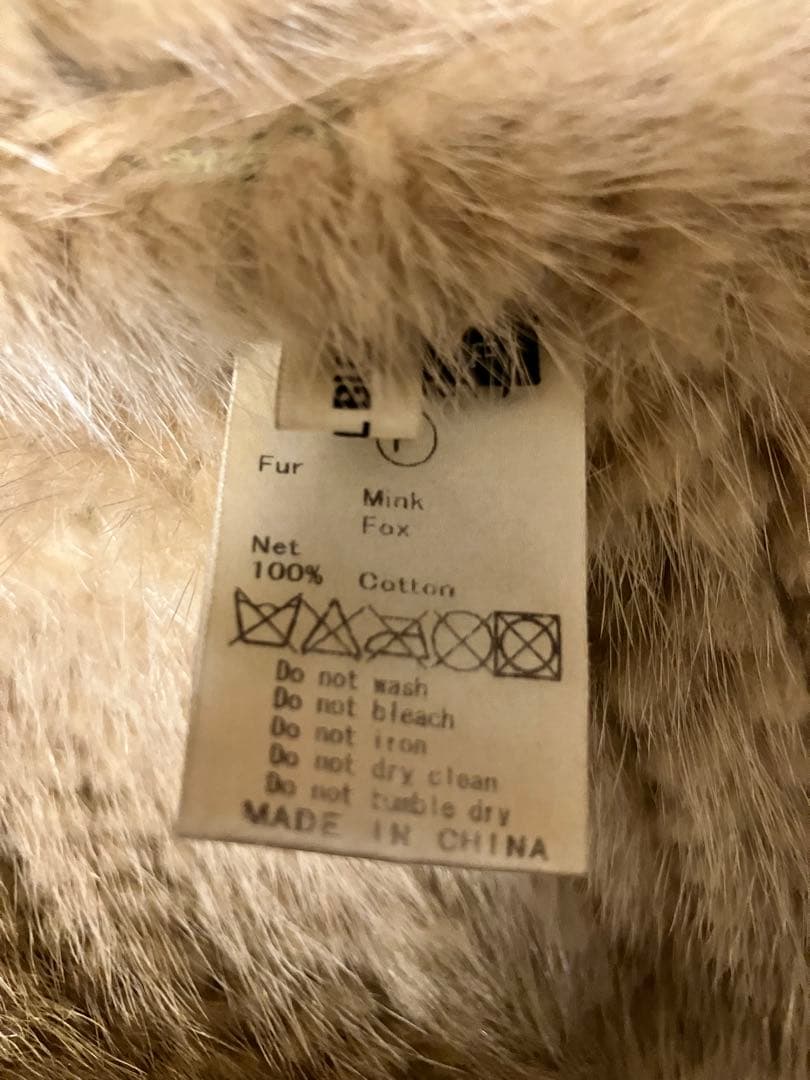 Fur
Mink
Fox
Net
100% Cotton
Do not wash
Do not bleach
Do not iron
Do not dry clean
Do not tumble dry
MADE IN CHINA